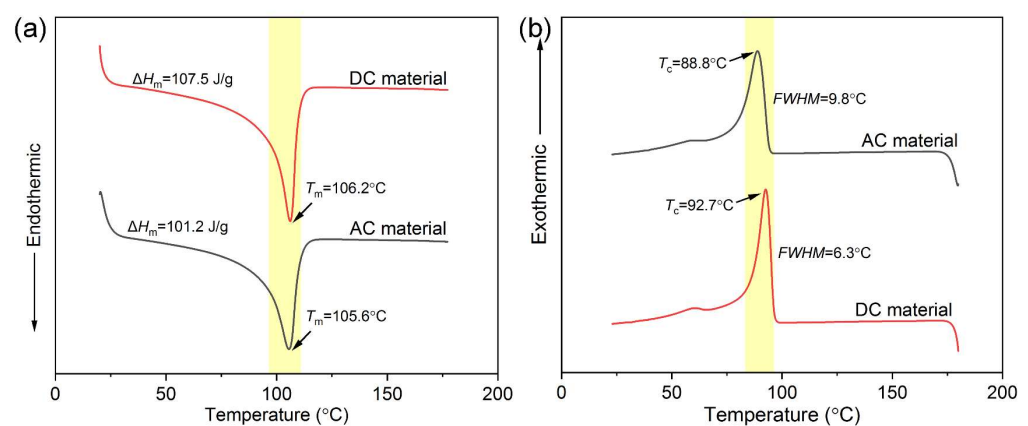 (a)
ΔHm=107.5 J/g
DC material
Tm=106.2°C
ΔHm=101.2 J/g
AC material
Tm=105.6°C
Endothermic
0 50 100 150 200
Temperature (°C)
(b)
Tc=88.8°C
FWHM=9.8°C
AC material
Tc=92.7°C
FWHM=6.3°C
DC material
Exothermic
0 50 100 150 200
Temperature (°C)